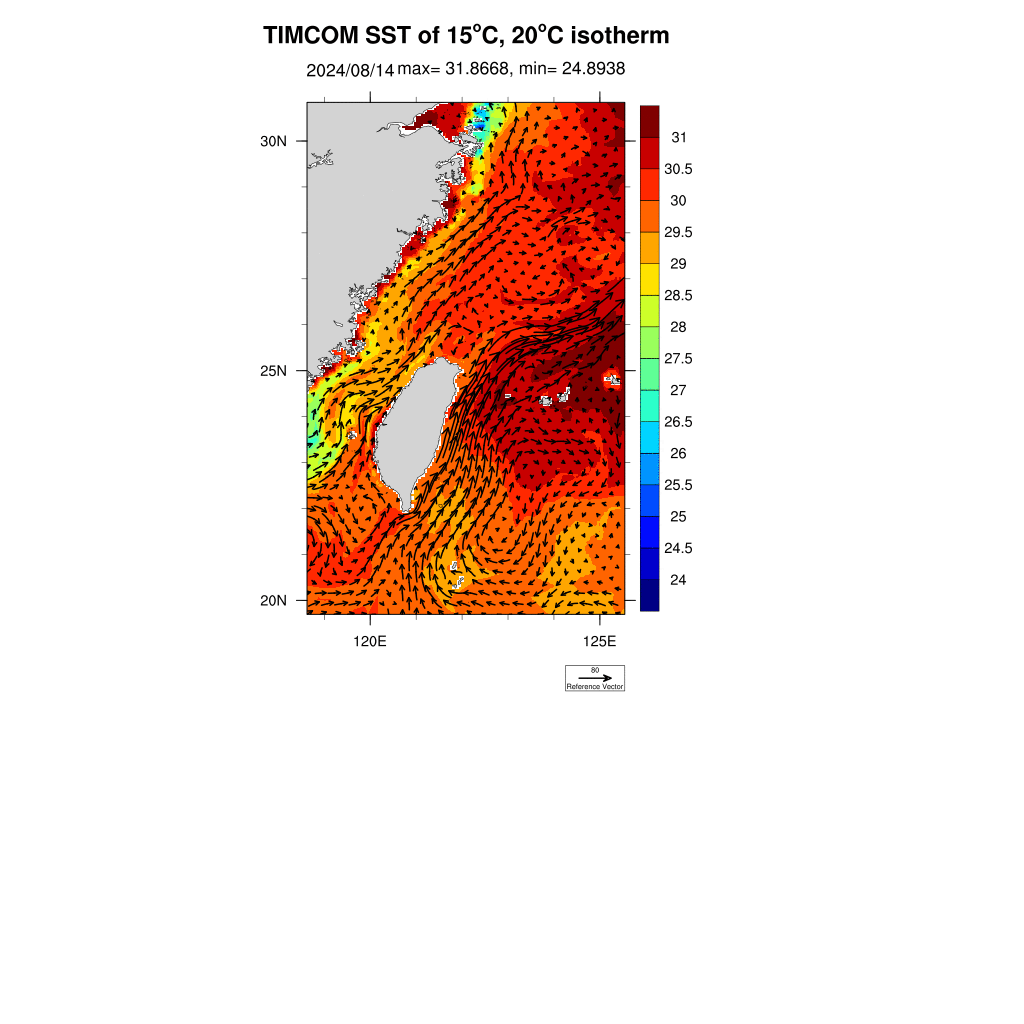 TIMCOM SST of 15°C, 20°C isotherm
2024/08/14 max= 31.8668, min= 24.8938
30N
25N
20N
120E
125E
31
30.5
30
29.5
29
28.5
28
27.5
27
26.5
26
25.5
25
24.5
24
80
Reference Vector